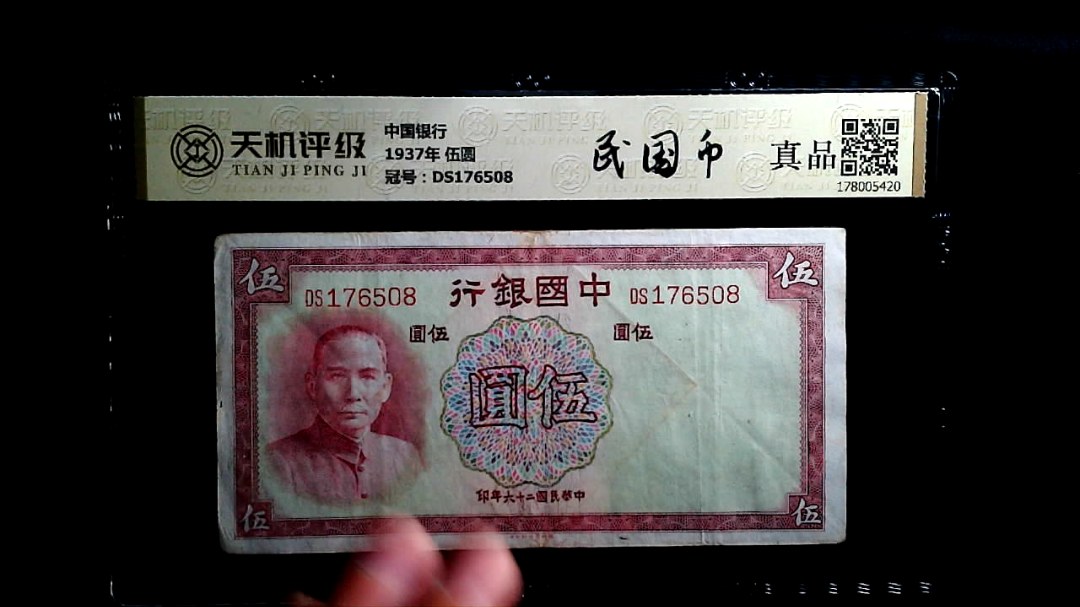 天机评级
TIAN JI PING JI
中国银行
1937年 伍圆
冠号：DS176508
民国币
真品
178005420
伍
伍
DS176508
行銀國中
DS176508
圓伍
圓伍
圓伍
印年六十二國民華中
伍
伍